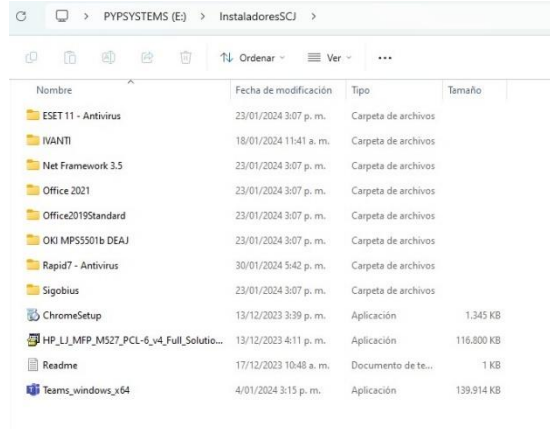 PYPSYSTEMS (E:) > InstaladoresSCJ >
Ordenar Ver ...
Nombre Fecha de modificación Tipo Tamaño
ESET 11 - Antivirus 23/01/2024 3:07 p. m. Carpeta de archivos
IVANTI 18/01/2024 11:41 a. m. Carpeta de archivos
Net Framework 3.5 23/01/2024 3:07 p. m. Carpeta de archivos
Office 2021 23/01/2024 3:07 p. m. Carpeta de archivos
Office2019Standard 23/01/2024 3:07 p. m. Carpeta de archivos
OKI MPS5501b DEAJ 23/01/2024 3:07 p. m. Carpeta de archivos
Rapid7 - Antivirus 30/01/2024 5:42 p. m. Carpeta de archivos
Sigobius 23/01/2024 3:07 p. m. Carpeta de archivos
ChromeSetup 13/12/2023 3:39 p. m. Aplicación 1.345 KB
HP_LJ_MFP_M527_PCL-6_v4_Full_Solutio... 13/12/2023 4:11 p. m. Aplicación 116.800 KB
Readme 17/12/2023 10:48 a. m. Documento de te... 1 KB
Teams_windows_x64 4/01/2024 3:15 p. m. Aplicación 139.914 KB